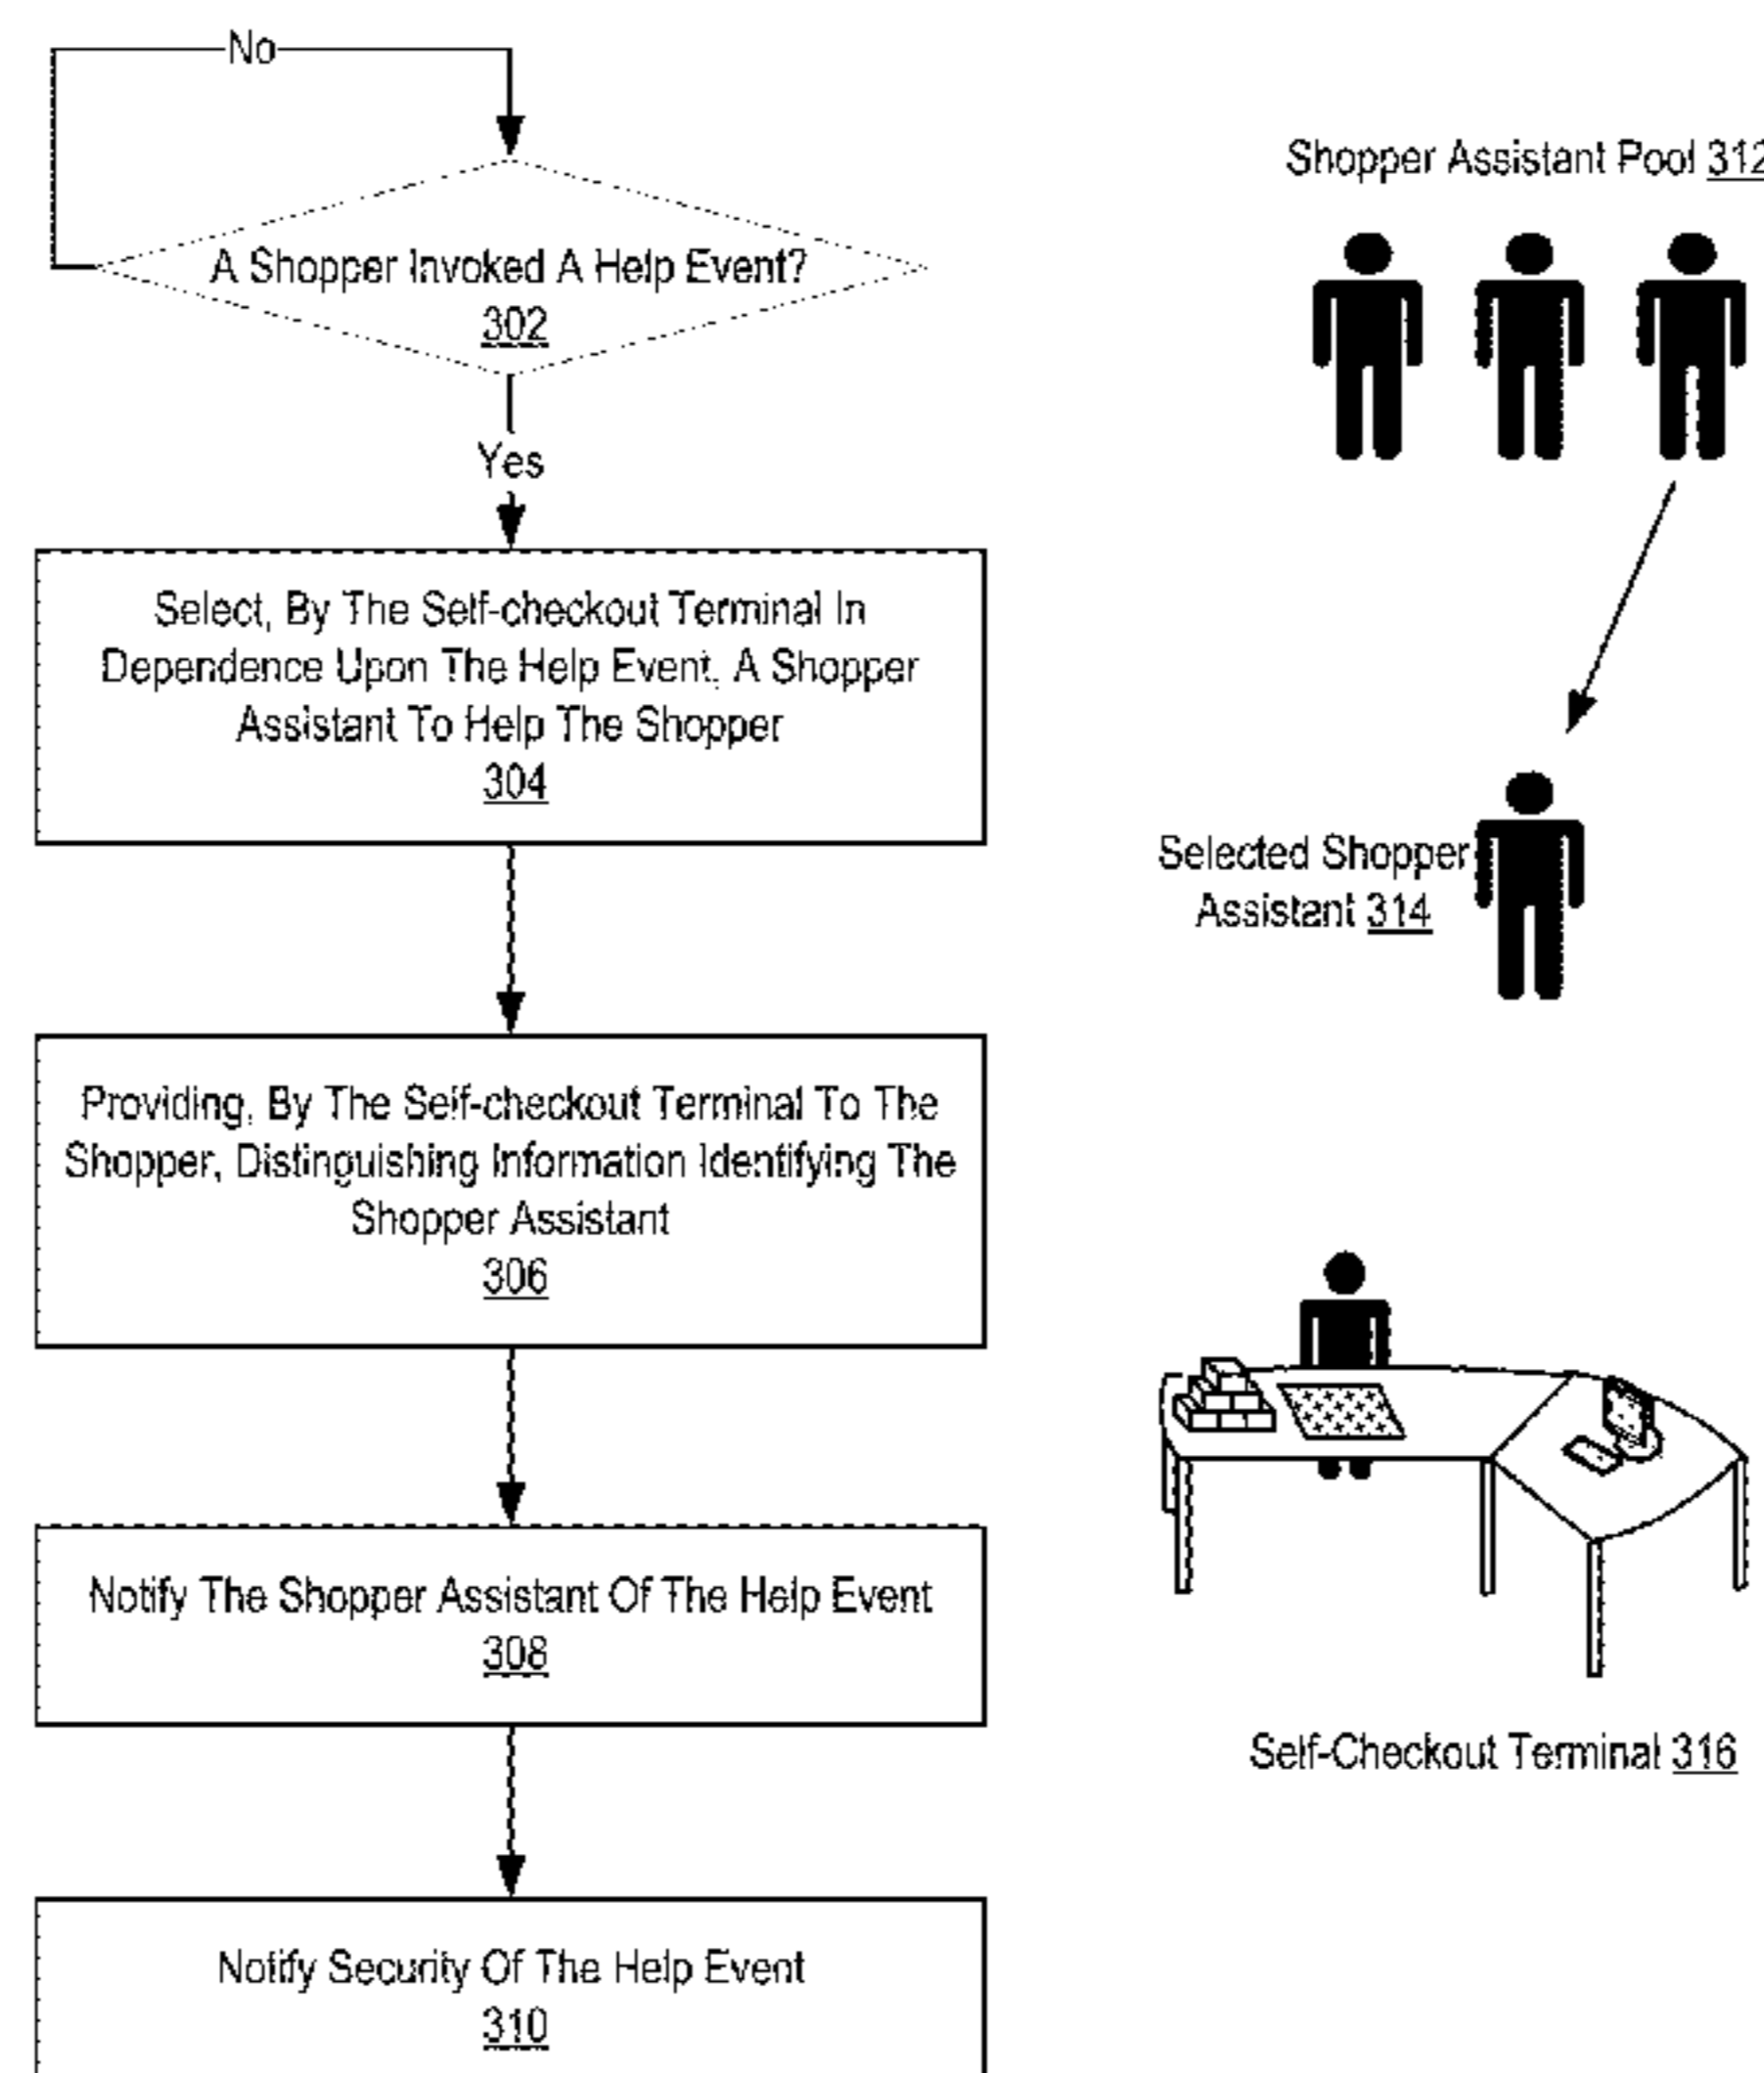 No
A Shopper Invoked A Help Event?
302
Yes
Select, By The Self-checkout Terminal In
Dependence Upon The Help Event, A Shopper
Assistant To Help The Shopper
304
Providing, By The Self-checkout Terminal To The
Shopper, Distinguishing Information Identifying The
Shopper Assistant
306
Notify The Shopper Assistant Of The Help Event
308
Notify Security Of The Help Event
310
Shopper Assistant Pool 312
Selected Shopper
Assistant 314
Self-Checkout Terminal 316